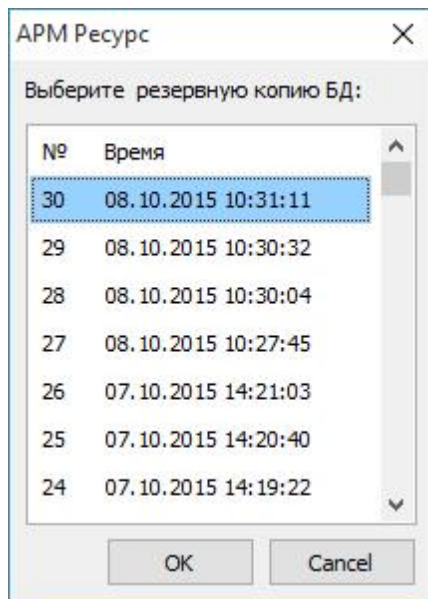 АРМ Ресурс
Выберите резервную копию БД:
№ Время
30 08.10.2015 10:31:11
29 08.10.2015 10:30:32
28 08.10.2015 10:30:04
27 08.10.2015 10:27:45
26 07.10.2015 14:21:03
25 07.10.2015 14:20:40
24 07.10.2015 14:19:22
OK Cancel